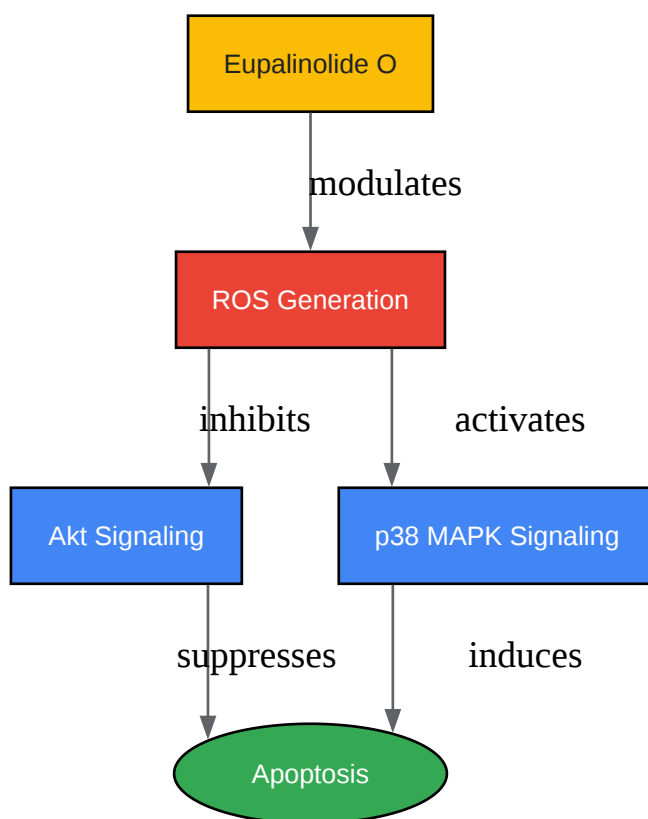 Eupalinolide O
modulates
ROS Generation
inhibits
activates
Akt Signaling
p38 MAPK Signaling
suppresses
induces
Apoptosis